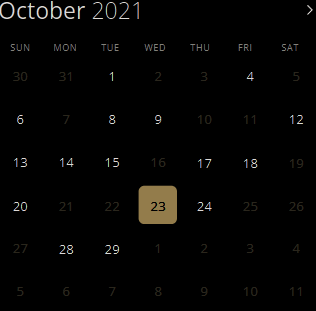 October 2021
SUN MON TUE WED THU FRI SAT
30 31 1 2 3 4 5
6 7 8 9 10 11 12
13 14 15 16 17 18 19
20 21 22 23 24 25 26
27 28 29 1 2 3 4
5 6 7 8 9 10 11